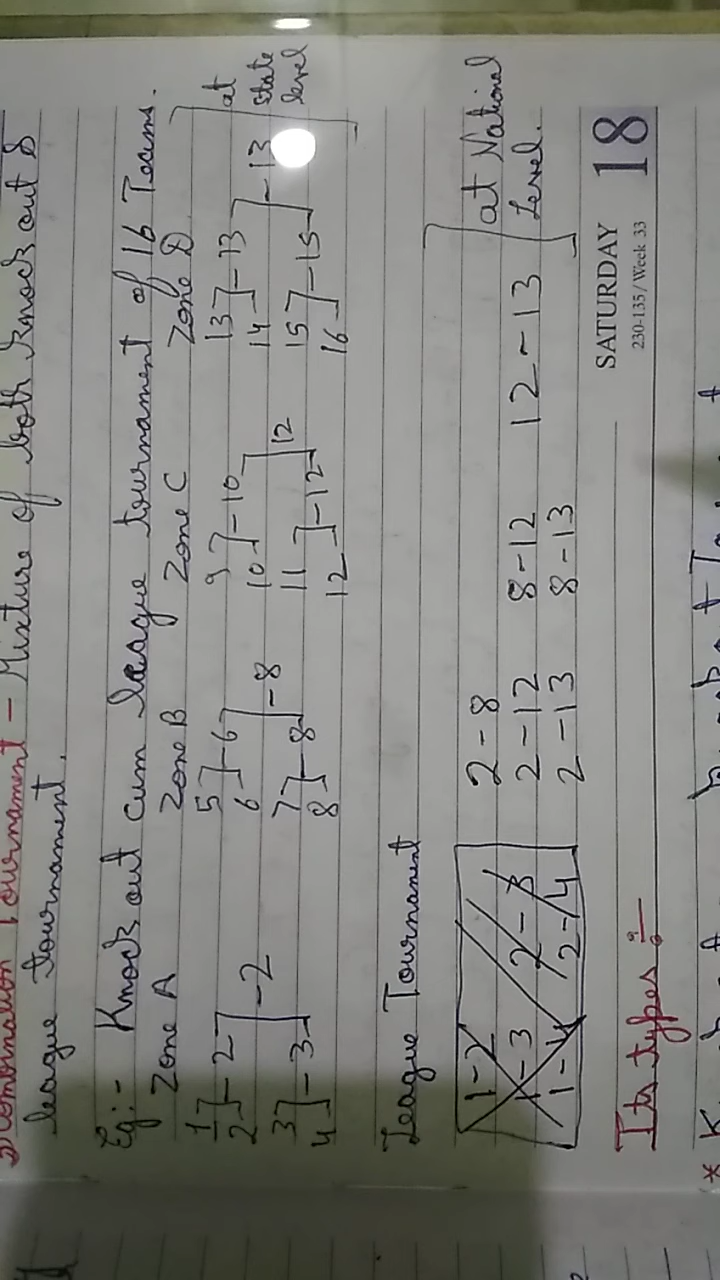 Combination Tournament - Mixture of both Knock out &
league tournament.
Eg:- Knock out cum league tournament of 16 Teams.
Zone A Zone B Zone C Zone D
1 5 9 13
2 ]-2 6 ]-6 10 ]-10 14 ]-13 at
]-2 ]-8 ]12 ]-13 state
3 7 11 15 level
4 ]-3 8 ]-8 12 ]-12 16 ]-15
League Tournament
1-2 2-8
1-3 2-3 2-12 8-12 12-13 at National
1-4 2-4 2-13 8-13 Level.
SATURDAY 18
230-135/Week 33
Its types:-